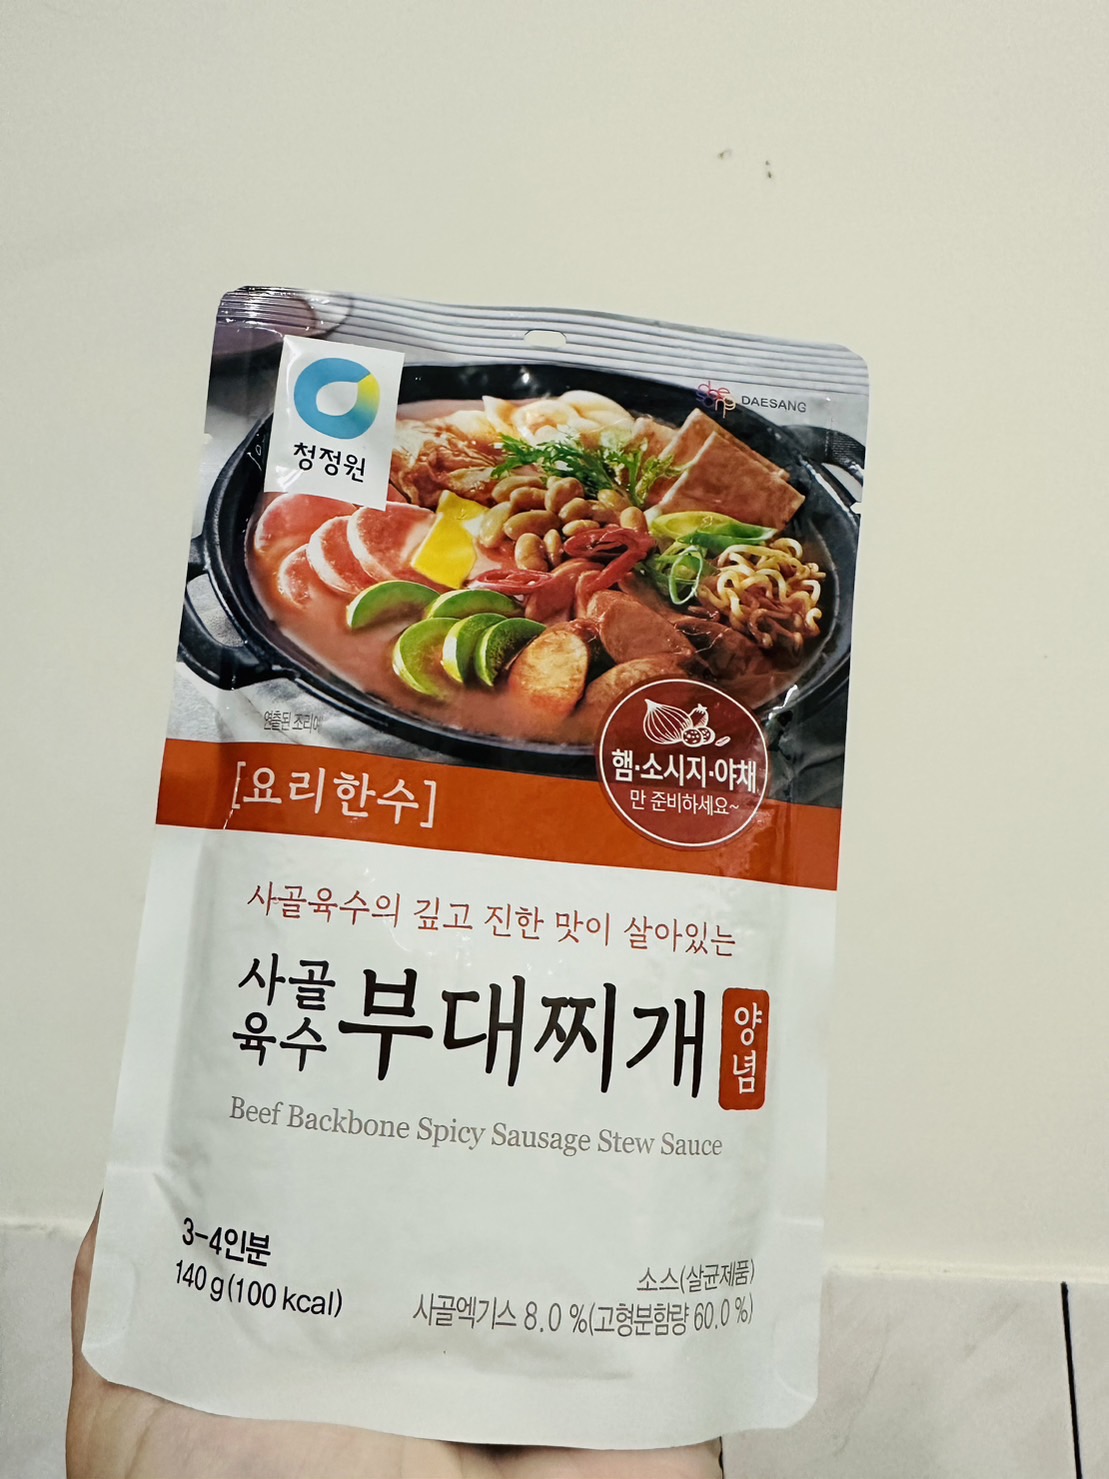 청정원
DAESANG
연출된 조리예
햄·소시지·야채
만 준비하세요~
[요리한수]
사골육수의 깊고 진한 맛이 살아있는
사골
육수
부대찌개
양념
Beef Backbone Spicy Sausage Stew Sauce
3-4인분
140 g (100 kcal)
소스(살균제품)
사골엑기스 8.0 %(고형분함량 60.0 %)